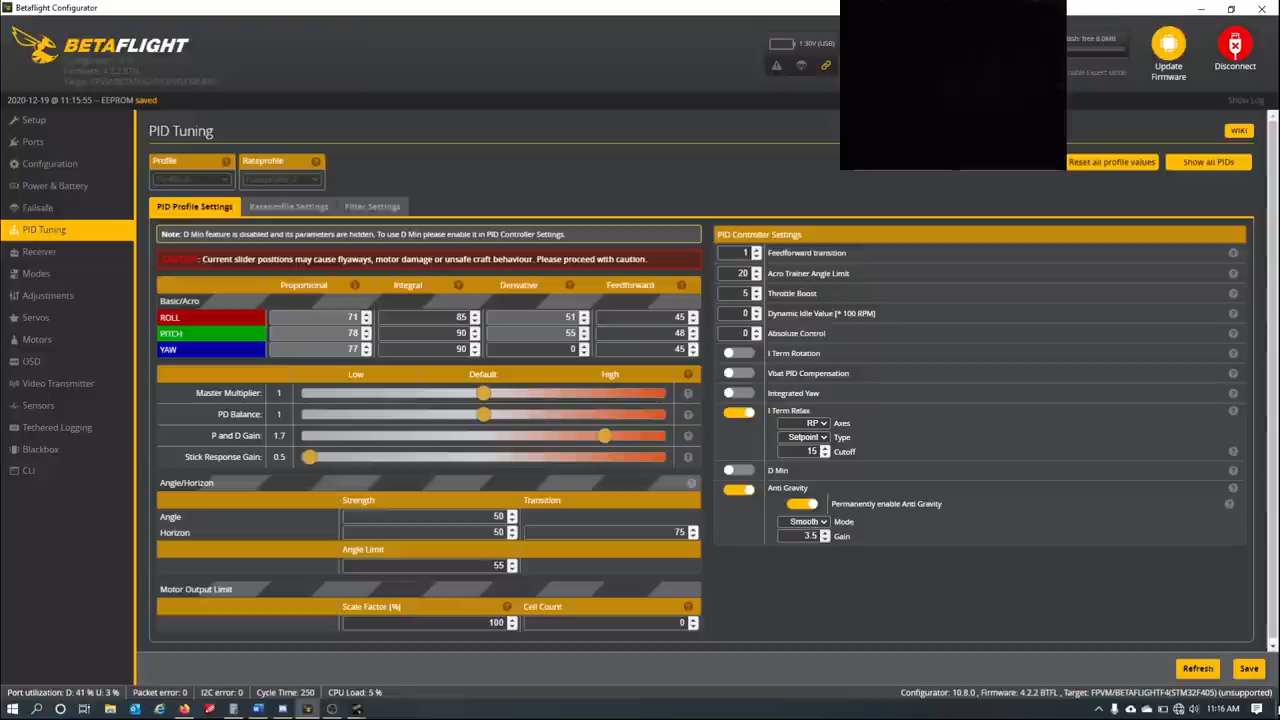 Betaflight Configurator
BETAFLIGHT
Firmware: 4.2.2 BTFL
Update Firmware
Disconnect
2020-12-19 @ 11:15:55 -- EEPROM saved
Show Log
Setup
Ports
Configuration
Power & Battery
Failsafe
PID Tuning
Receiver
Modes
Adjustments
Servos
Motors
OSD
Video Transmitter
Sensors
Tethered Logging
Blackbox
CLI
PID Tuning
WIKI
Profile
Rateprofile
Reset all profile values
Show all PIDs
PID Profile Settings Rateprofile Settings Filter Settings
Note: D Min feature is disabled and its parameters are hidden. To use D Min please enable it in PID Controller Settings.
CAUTION: Current slider positions may cause flyaways, motor damage or unsafe craft behaviour. Please proceed with caution.
Proportional Integral Derivative Feedforward
Basic/Acro
ROLL 71 85 51 45
PITCH 78 90 55 48
YAW 77 90 0 45
Low Default High
Master Multiplier: 1
PD Balance: 1
P and D Gain: 1.7
Stick Response Gain: 0.5
Angle/Horizon
Strength Transition
Angle 50
Horizon 50 75
Angle Limit
55
Motor Output Limit
Scale Factor [%] Cell Count
100 0
PID Controller Settings
1 Feedforward transition
20 Acro Trainer Angle Limit
5 Throttle Boost
0 Dynamic Idle Value [* 100 RPM]
0 Absolute Control
I Term Rotation
Vbat PID Compensation
Integrated Yaw
I Term Relax
RP Axes
Setpoint Type
15 Cutoff
D Min
Anti Gravity
Permanently enable Anti Gravity
Smooth Mode
3.5 Gain
Refresh
Save
Port utilization: D: 41 % U: 3 % Packet error: 0 I2C error: 0 Cycle Time: 250 CPU Load: 5 %
Configurator: 10.8.0 , Firmware: 4.2.2 BTFL , Target: FPVM/BETAFLIGHTF4(STM32F405) (unsupported)
11:16 AM